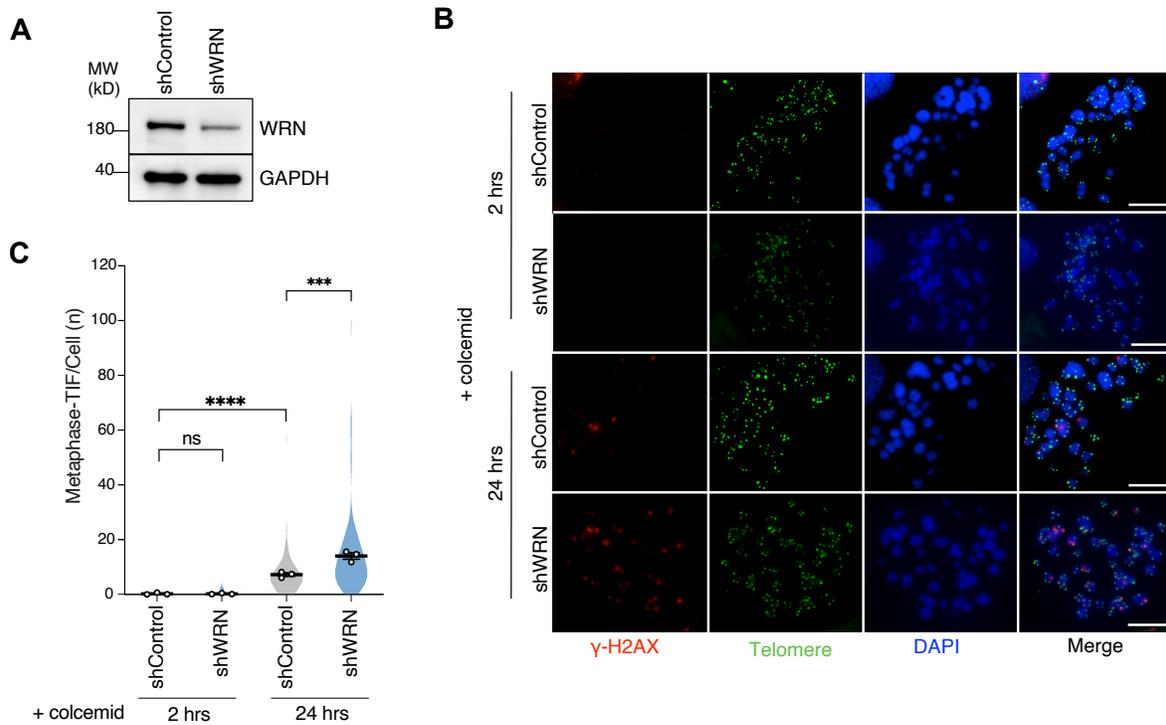 A
shControl
shWRN
MW
(kD)
180
WRN
40
GAPDH
B
+ colcemid
2 hrs
shControl
shWRN
24 hrs
shControl
shWRN
γ-H2AX Telomere DAPI Merge
C
Metaphase-TIF/Cell (n)
120
100
80
60
40
20
0
***
****
ns
shControl
shWRN
shControl
shWRN
+ colcemid 2 hrs 24 hrs